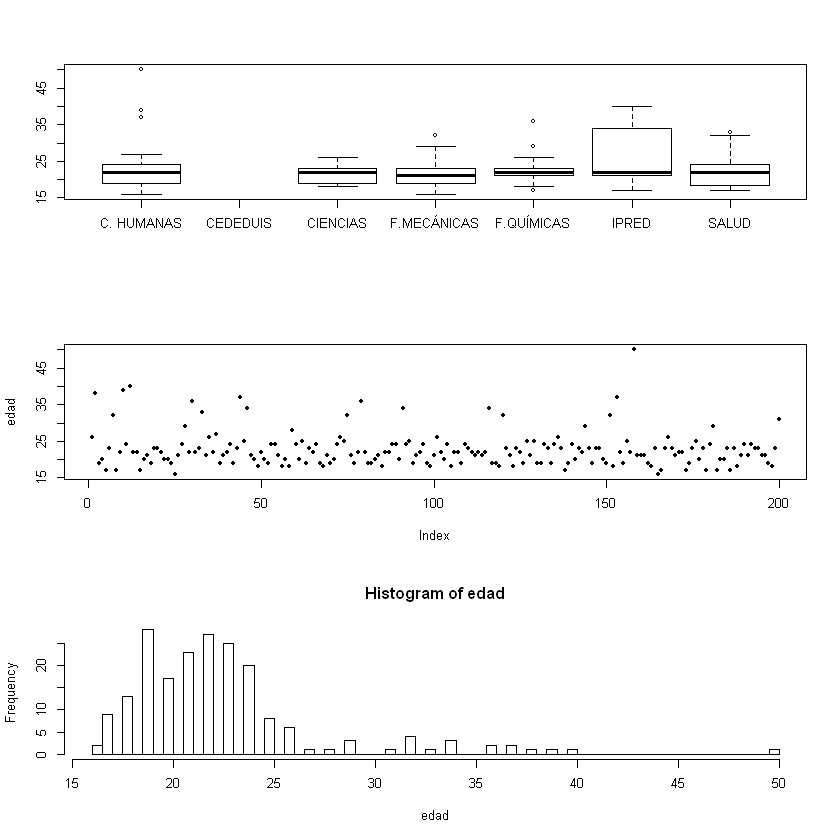 45
35
25
15
C. HUMANAS CEDEDUIS CIENCIAS F.MECÁNICAS F.QUÍMICAS IPRED SALUD
edad
45
35
25
15
0 50 100 150 200
Index
Histogram of edad
Frequency
20
10
5
0
15 20 25 30 35 40 45 50
edad